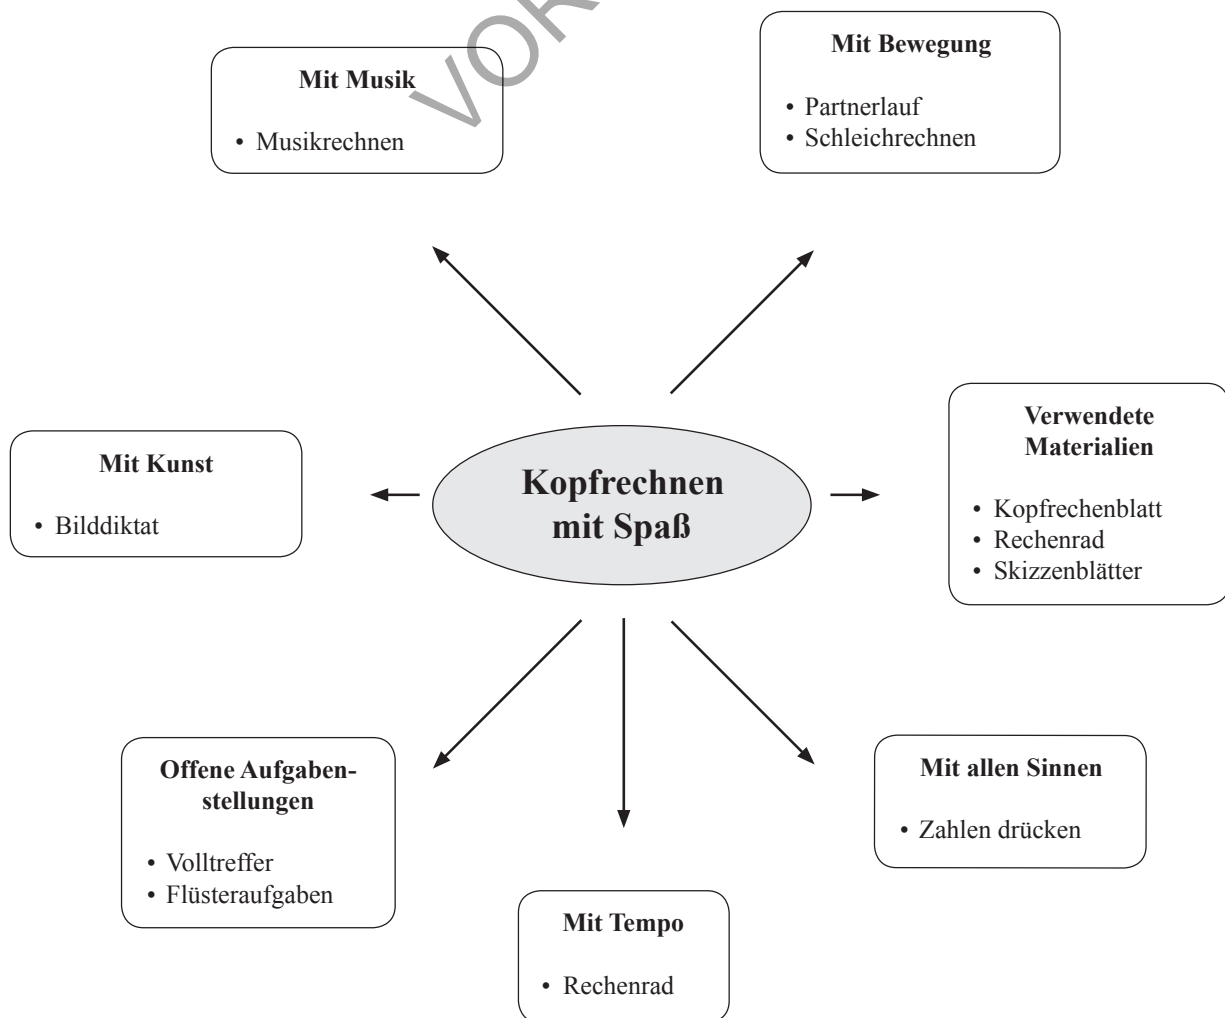 Mit Musik
• Musikrechnen
Mit Bewegung
• Partnerlauf
• Schleichrechnen
Mit Kunst
• Bilddiktat
Kopfrechnen
mit Spaß
Verwendete
Materialien
• Kopfrechenblatt
• Rechenrad
• Skizzenblätter
Offene Aufgaben-
stellungen
• Volltreffer
• Flüsteraufgaben
Mit Tempo
• Rechenrad
Mit allen Sinnen
• Zahlen drücken